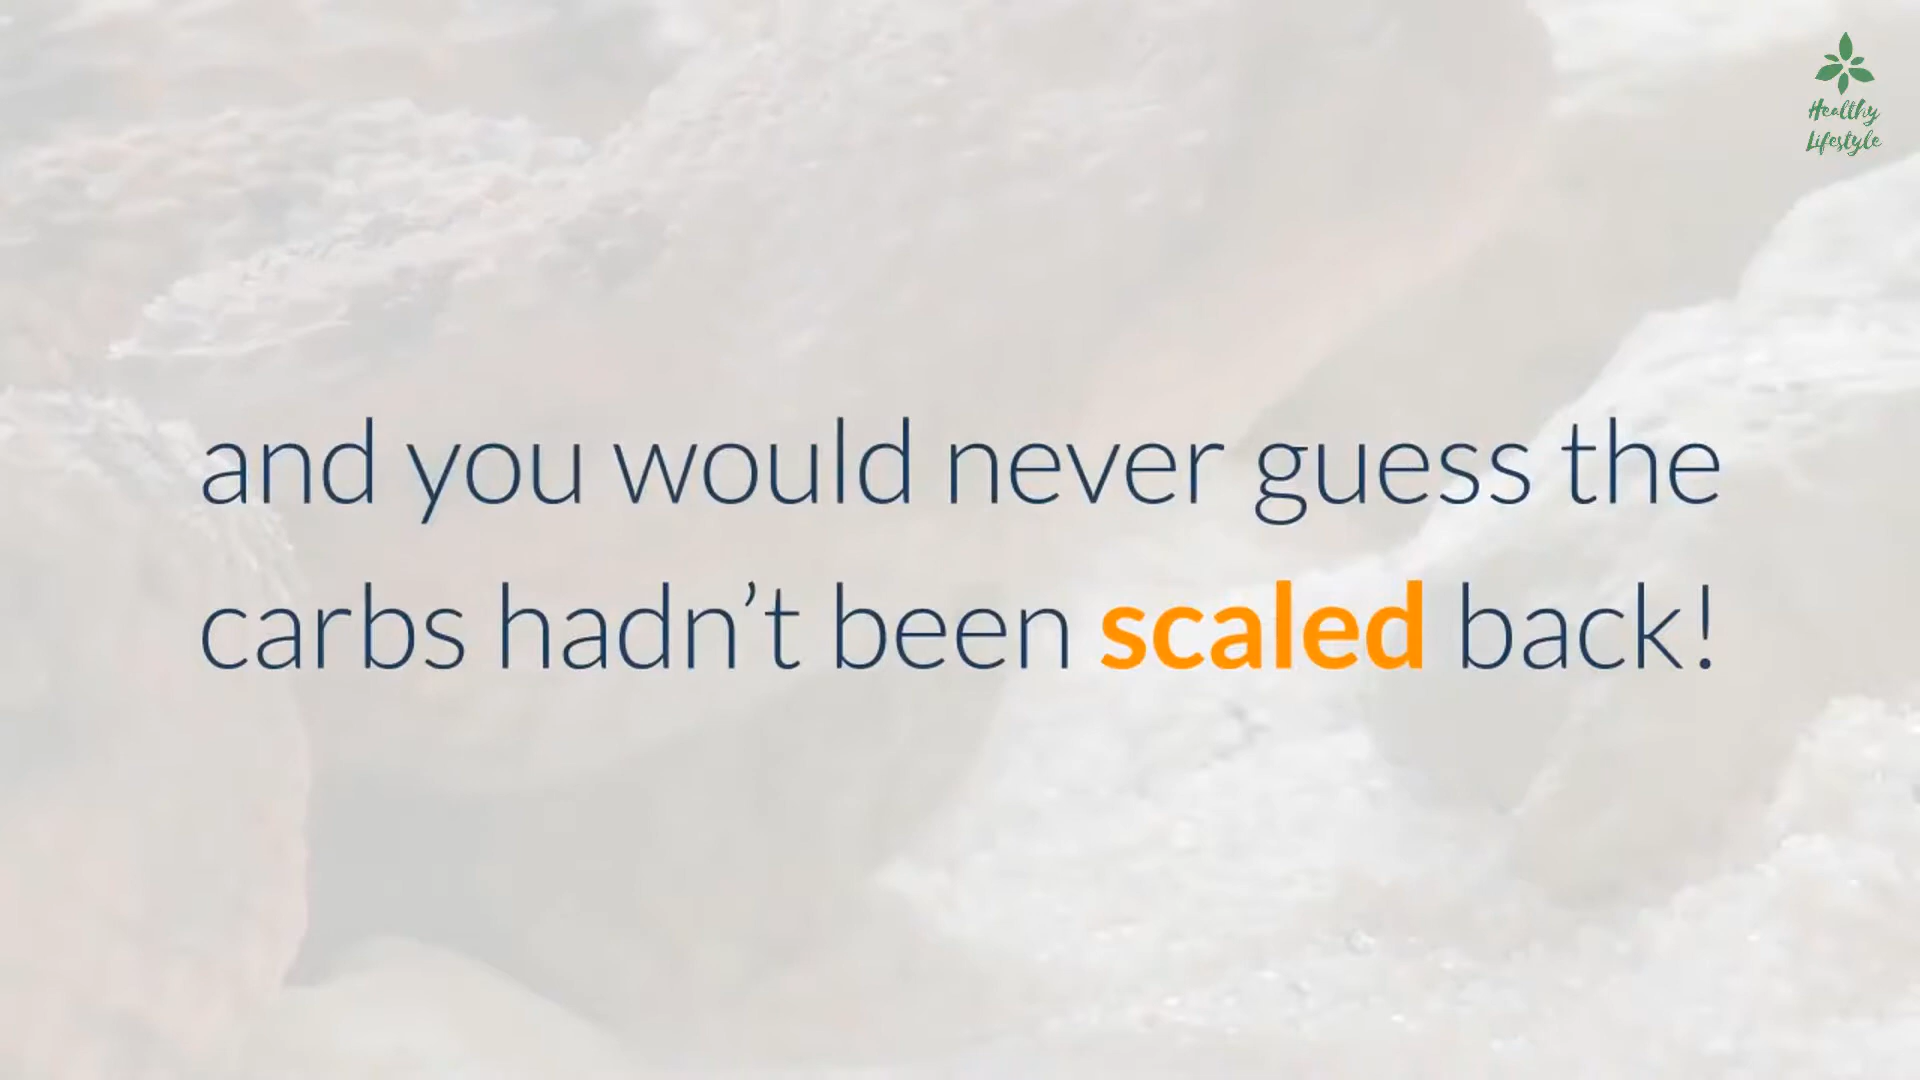 Healthy
Lifestyle
and you would never guess the
carbs hadn’t been scaled back!